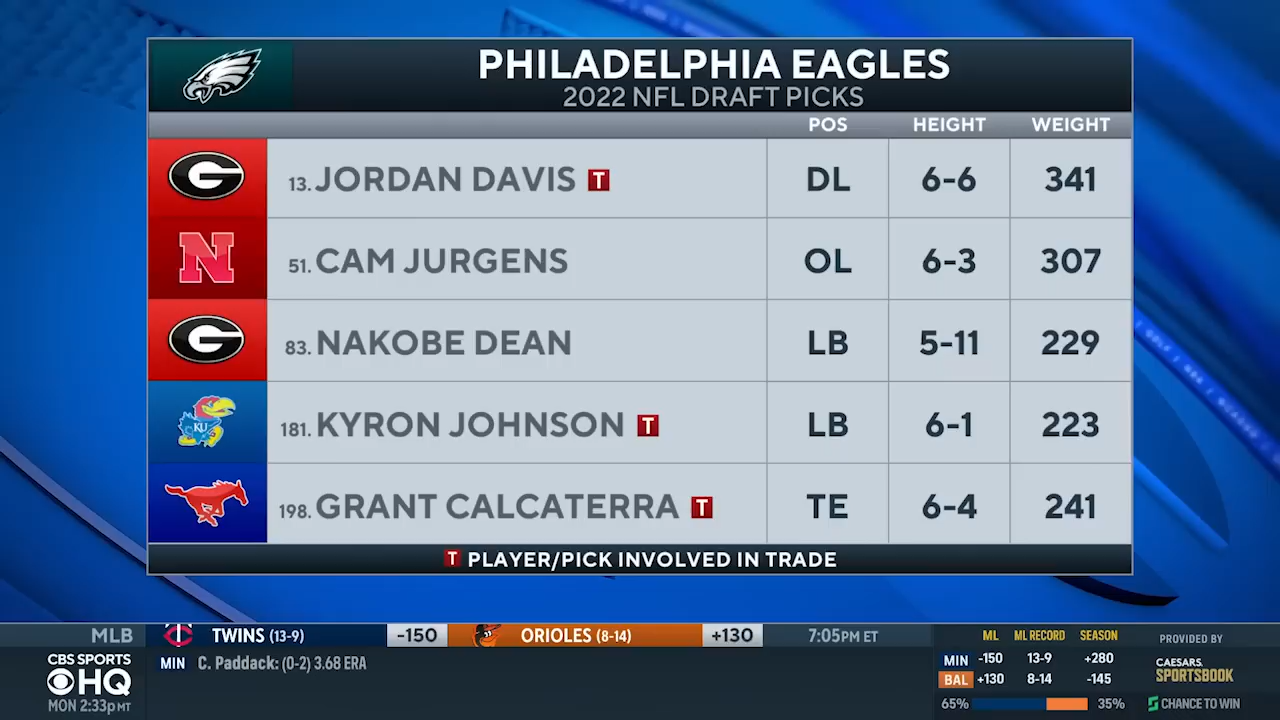 PHILADELPHIA EAGLES
2022 NFL DRAFT PICKS
POS HEIGHT WEIGHT
G 13. JORDAN DAVIS T DL 6-6 341
N 51. CAM JURGENS OL 6-3 307
G 83. NAKOBE DEAN LB 5-11 229
KU 181. KYRON JOHNSON T LB 6-1 223
198. GRANT CALCATERRA T TE 6-4 241
T PLAYER/PICK INVOLVED IN TRADE
MLB TWINS (13-9) -150 ORIOLES (8-14) +130 7:05PM ET
CBS SPORTS
HQ
MON 2:33PM MT
MIN C. Paddack: (0-2) 3.68 ERA
ML ML RECORD SEASON
MIN -150 13-9 +280
BAL +130 8-14 -145
65% 35%
PROVIDED BY
CAESARS
SPORTSBOOK
CHANCE TO WIN